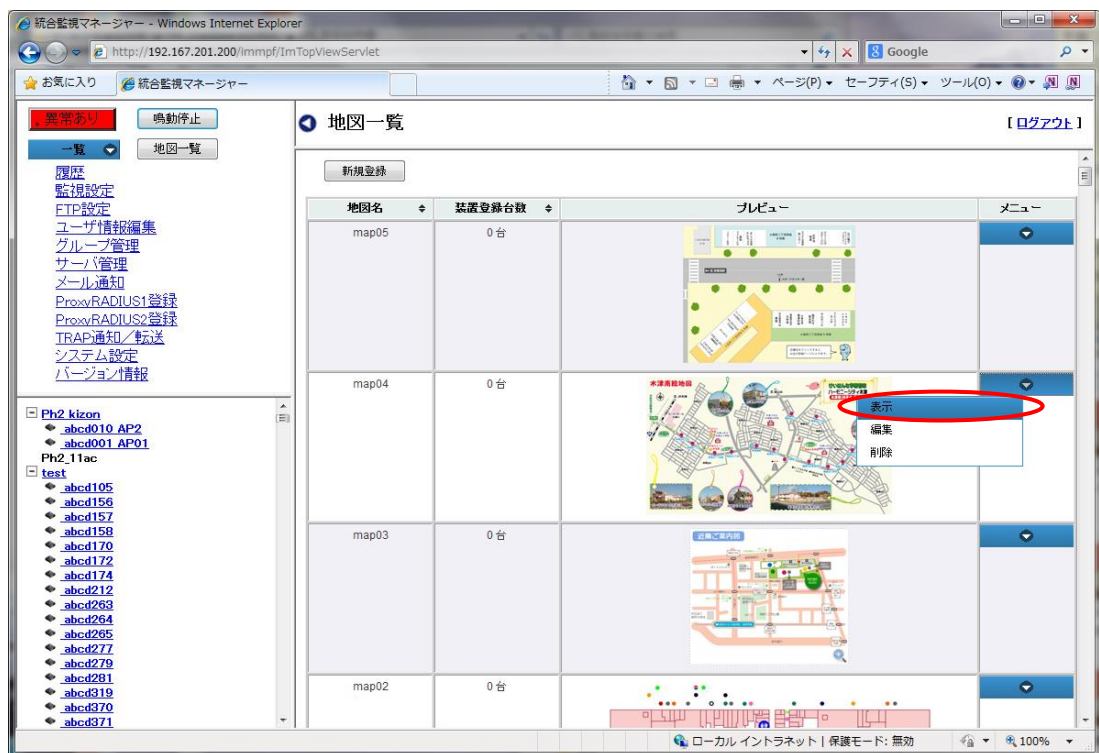 統合監視マネージャー - Windows Internet Explorer
http://192.167.201.200/immpf/ImTopViewServlet
Google
お気に入り
統合監視マネージャー
ページ(P)
セーフティ(S)
ツール(O)
異常あり
鳴動停止
一覧
地図一覧
履歴
監視設定
FTP設定
ユーザ情報編集
グループ管理
サーバ管理
メール通知
ProxyRADIUS1登録
ProxyRADIUS2登録
TRAP通知／転送
システム設定
バージョン情報
Ph2 kizon
abcd010 AP2
abcd001 AP01
Ph2_11ac
test
abcd105
abcd156
abcd157
abcd158
abcd170
abcd172
abcd174
abcd212
abcd263
abcd264
abcd265
abcd277
abcd279
abcd281
abcd319
abcd370
abcd371
地図一覧
[ ログアウト ]
新規登録
地図名 装置登録台数 プレビュー メニュー
map05 0 台
map04 0 台
木津南総地図
表示
編集
削除
map03 0 台
近隣ご案内図
map02 0 台
ローカル イントラネット | 保護モード: 無効
100%